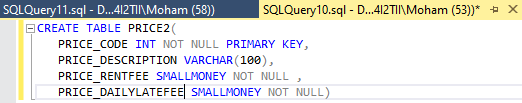 SQLQuery11.sql - D...4I2TII\Moham (58))
SQLQuery10.sql - D...4I2TII\Moham (53))*
CREATE TABLE PRICE2(
PRICE_CODE INT NOT NULL PRIMARY KEY,
PRICE_DESCRIPTION VARCHAR(100),
PRICE_RENTFEE SMALLMONEY NOT NULL ,
PRICE_DAILYLATEFEE SMALLMONEY NOT NULL)